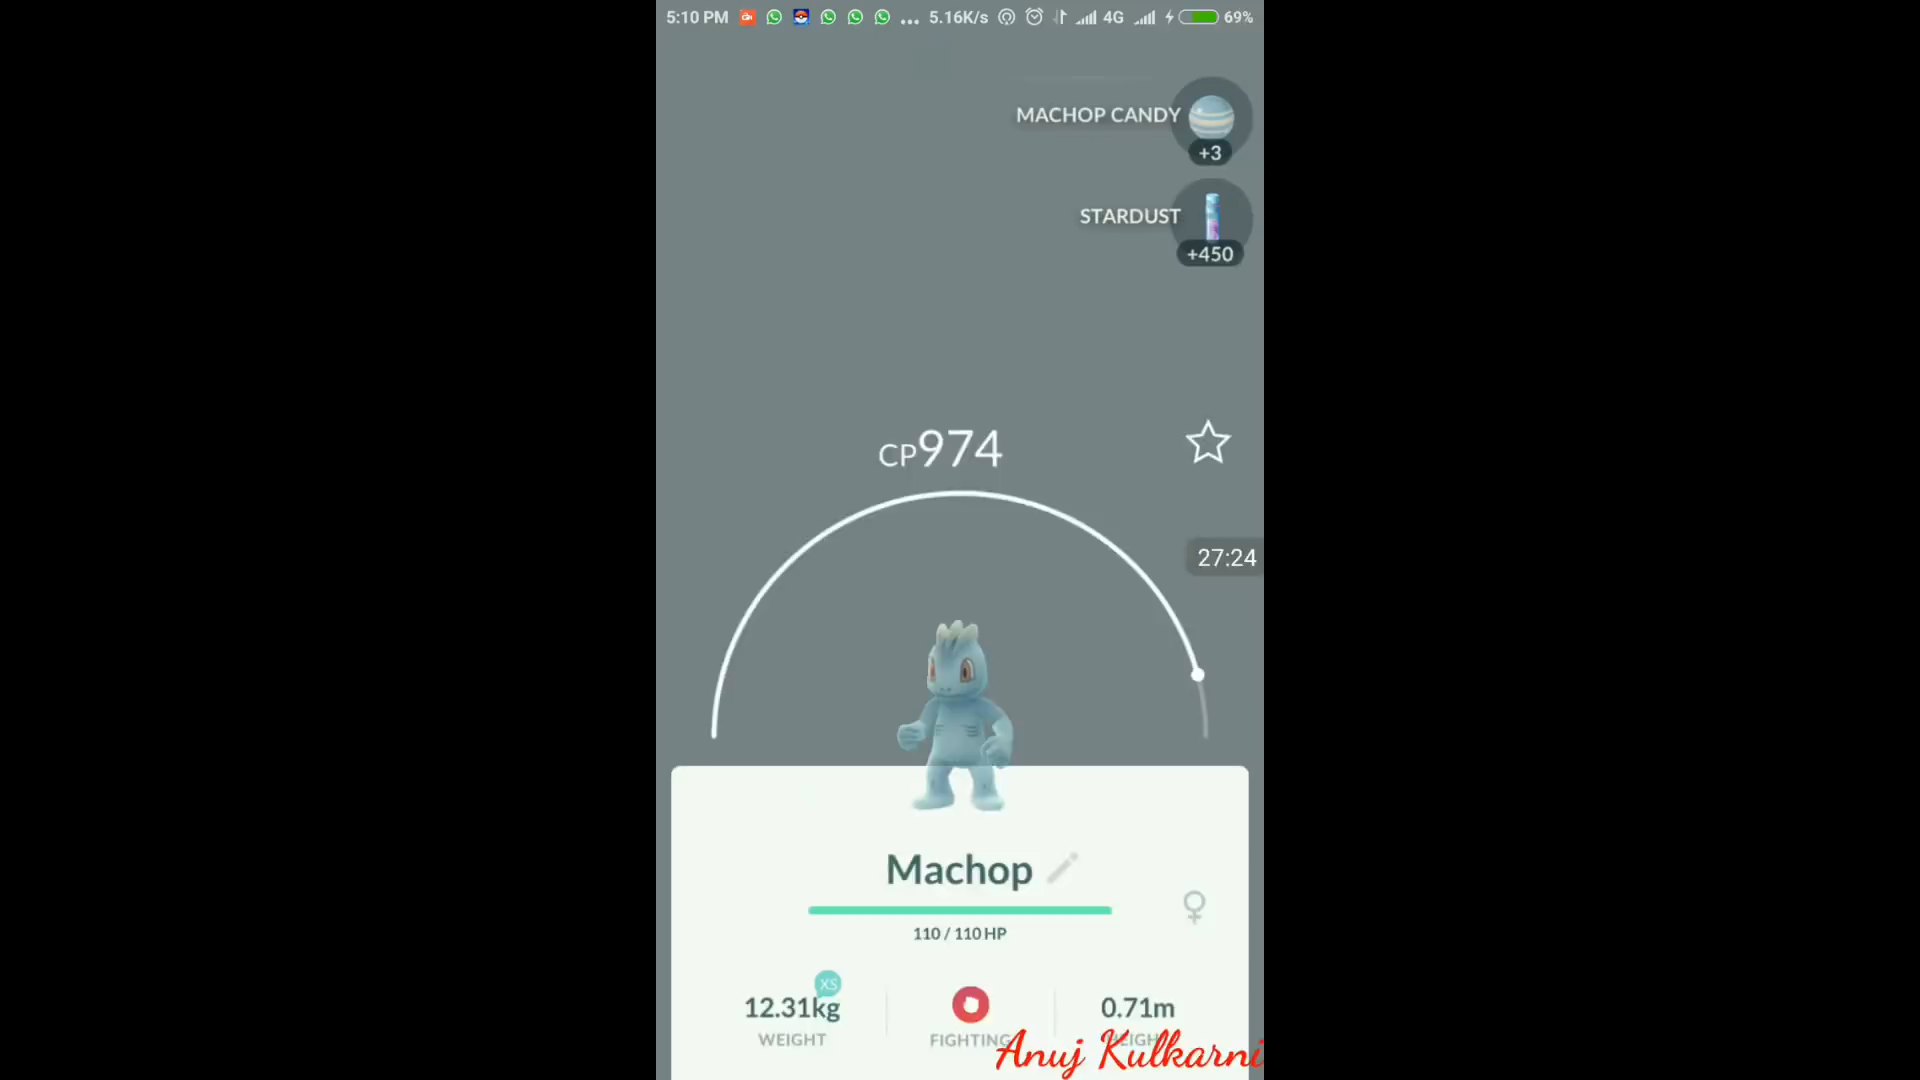 5:10 PM ... 5.16K/s 4G 69%
MACHOP CANDY
+3
STARDUST
+450
CP974
27:24
Machop
110 / 110 HP
XS
12.31kg
0.71m
WEIGHT
FIGHTING
HEIGHT
Anuj Kulkarni